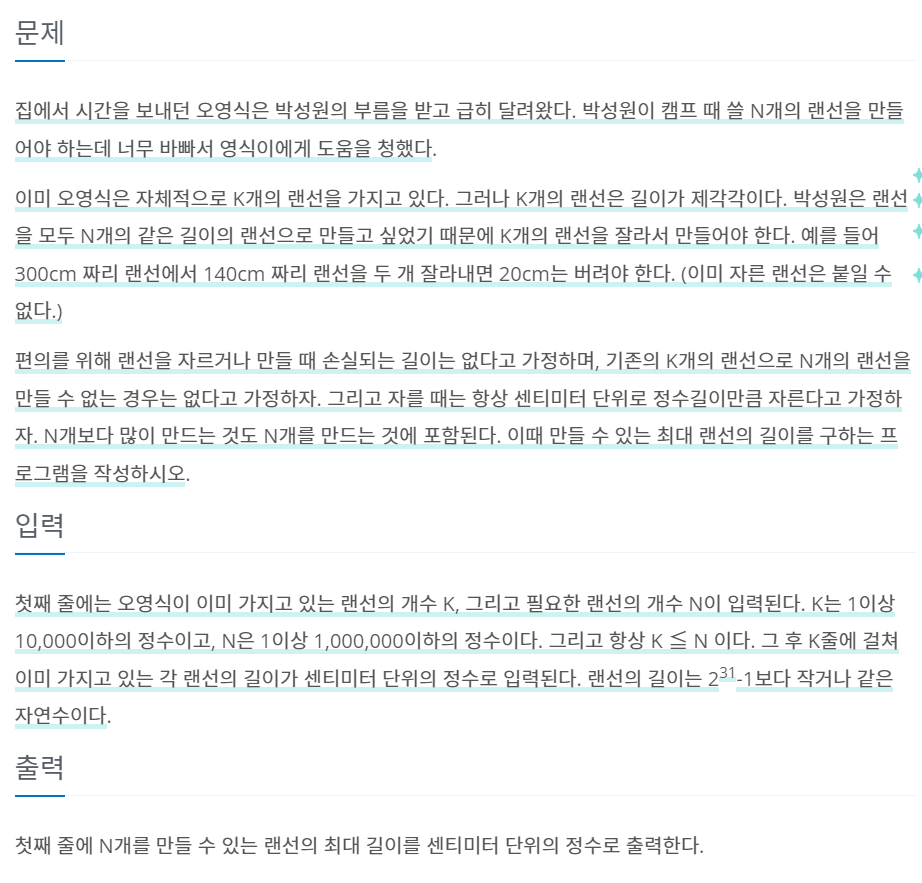 문제
집에서 시간을 보내던 오영식은 박성원의 부름을 받고 급히 달려왔다. 박성원이 캠프 때 쓸 N개의 랜선을 만들
어야 하는데 너무 바빠서 영식이에게 도움을 청했다.
이미 오영식은 자체적으로 K개의 랜선을 가지고 있다. 그러나 K개의 랜선은 길이가 제각각이다. 박성원은 랜선
을 모두 N개의 같은 길이의 랜선으로 만들고 싶었기 때문에 K개의 랜선을 잘라서 만들어야 한다. 예를 들어
300cm 짜리 랜선에서 140cm 짜리 랜선을 두 개 잘라내면 20cm는 버려야 한다. (이미 자른 랜선은 붙일 수
없다.)
편의를 위해 랜선을 자르거나 만들 때 손실되는 길이는 없다고 가정하며, 기존의 K개의 랜선으로 N개의 랜선을
만들 수 없는 경우는 없다고 가정하자. 그리고 자를 때는 항상 센티미터 단위로 정수길이만큼 자른다고 가정하
자. N개보다 많이 만드는 것도 N개를 만드는 것에 포함된다. 이때 만들 수 있는 최대 랜선의 길이를 구하는 프
로그램을 작성하시오.
입력
첫째 줄에는 오영식이 이미 가지고 있는 랜선의 개수 K, 그리고 필요한 랜선의 개수 N이 입력된다. K는 1이상
10,000이하의 정수이고, N은 1이상 1,000,000이하의 정수이다. 그리고 항상 K ≦ N 이다. 그 후 K줄에 걸쳐
이미 가지고 있는 각 랜선의 길이가 센티미터 단위의 정수로 입력된다. 랜선의 길이는 2³¹-1보다 작거나 같은
자연수이다.
출력
첫째 줄에 N개를 만들 수 있는 랜선의 최대 길이를 센티미터 단위의 정수로 출력한다.